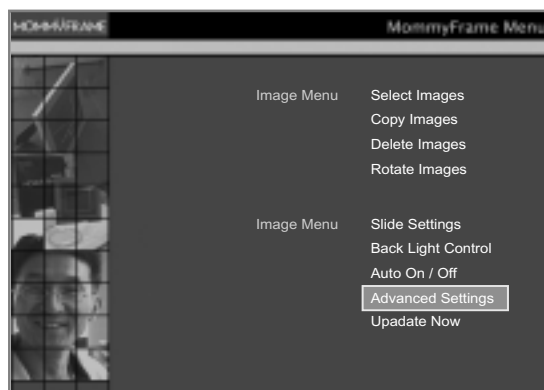 MOMMYFRAME MommyFrame Menu
Image Menu Select Images
Copy Images
Delete Images
Rotate Images
Image Menu Slide Settings
Back Light Control
Auto On / Off
Advanced Settings
Upadate Now